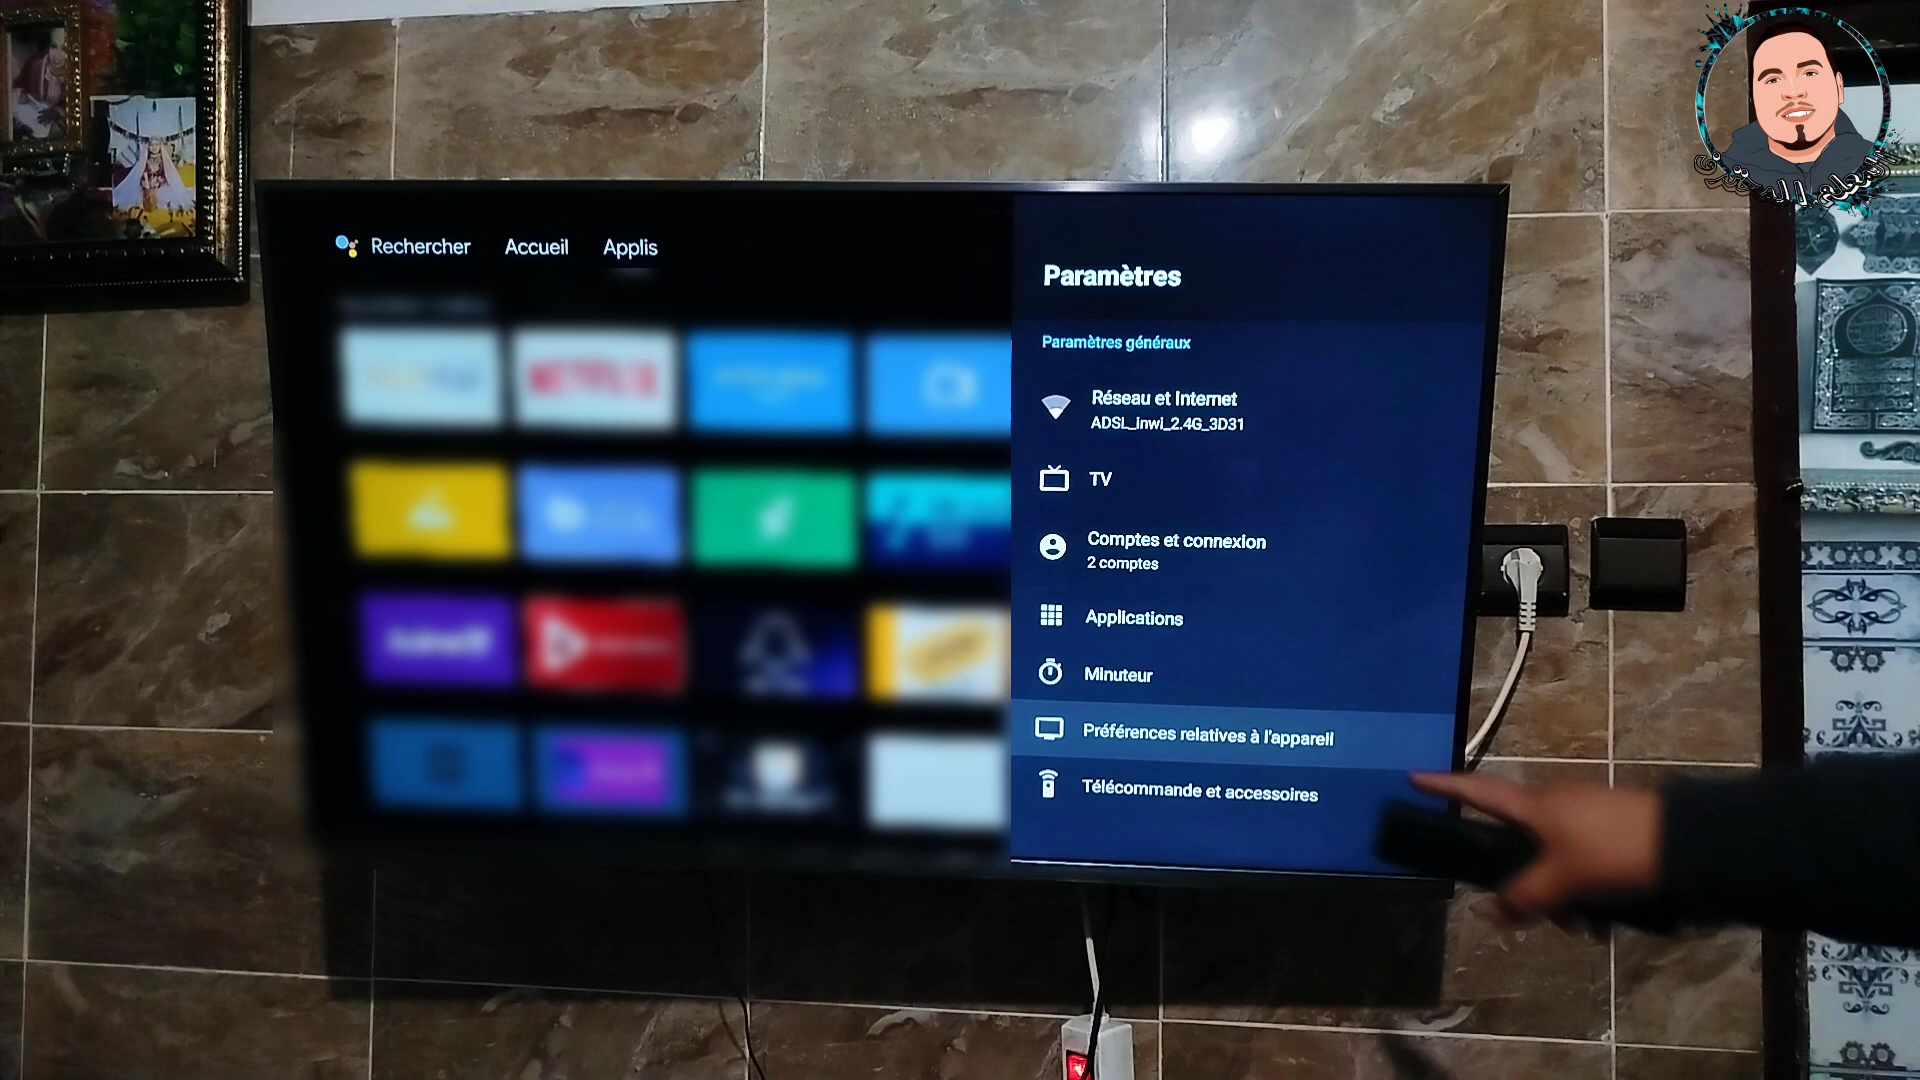 Rechercher
Accueil
Applis
NETFLIX
Paramètres
Paramètres généraux
Réseau et Internet
ADSL_inwi_2.4G_3D31
TV
Comptes et connexion
2 comptes
Applications
Minuteur
Préférences relatives à l'appareil
Télécommande et accessoires